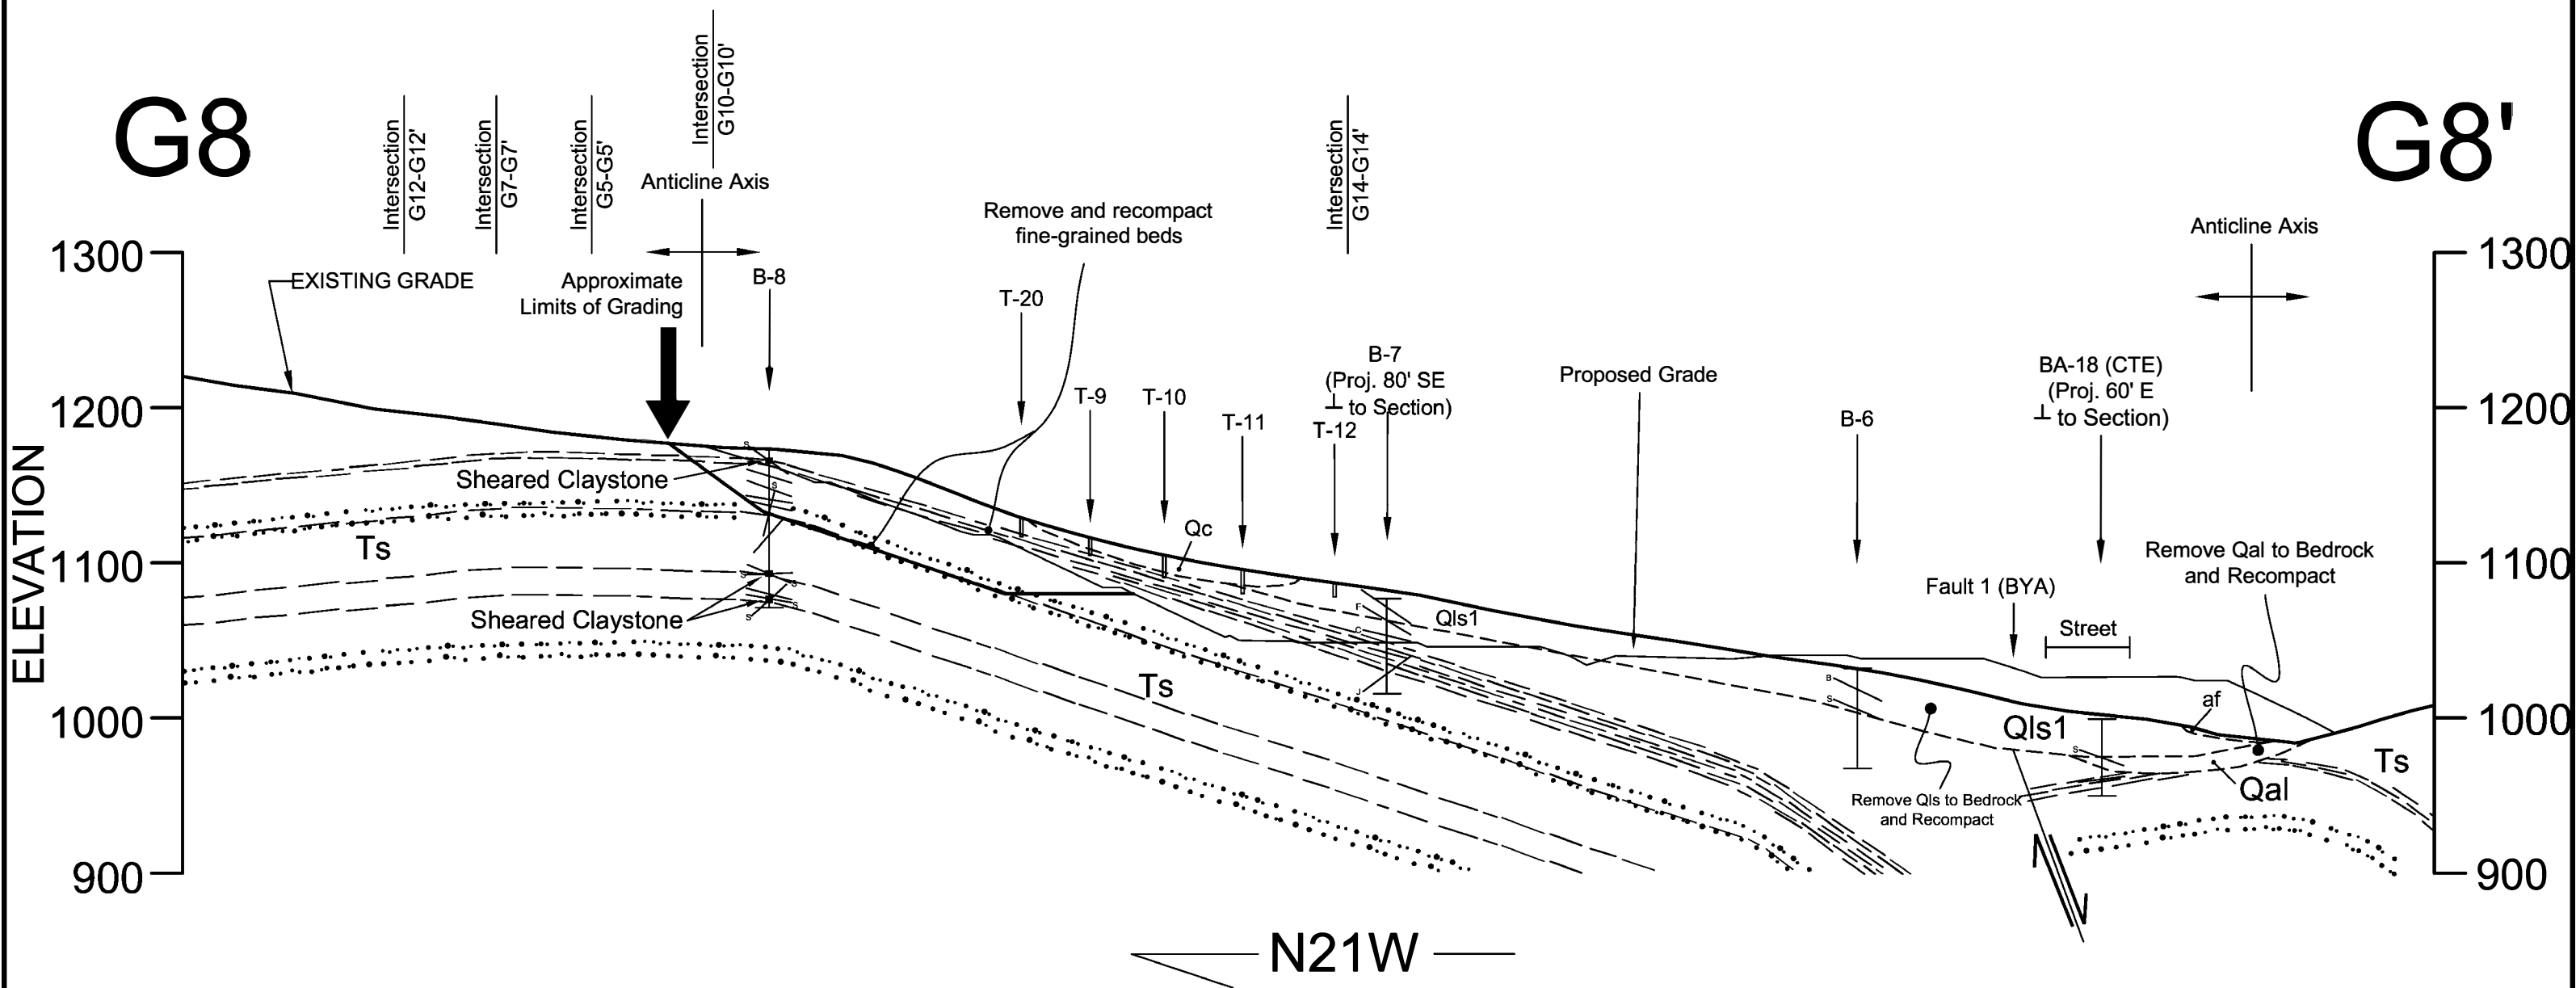 G8
G8'
Intersection
G12-G12'
Intersection
G7-G7'
Intersection
G5-G5'
Intersection
G10-G10'
Anticline Axis
Intersection
G14-G14'
Anticline Axis
Remove and recompact
fine-grained beds
EXISTING GRADE
Approximate
Limits of Grading
B-8
T-20
T-9
T-10
T-11
T-12
B-7
(Proj. 80' SE
⊥ to Section)
Proposed Grade
B-6
BA-18 (CTE)
(Proj. 60' E
⊥ to Section)
Fault 1 (BYA)
Street
Remove Qal to Bedrock
and Recompact
ELEVATION
1300
1200
1100
1000
900
1300
1200
1100
1000
900
Sheared Claystone
Sheared Claystone
Ts
Ts
Ts
Qc
Qls1
Qls1
af
Qal
Remove Qls to Bedrock
and Recompact
S
S
S
S
S
S
F
C
J
B
S
S
N21W